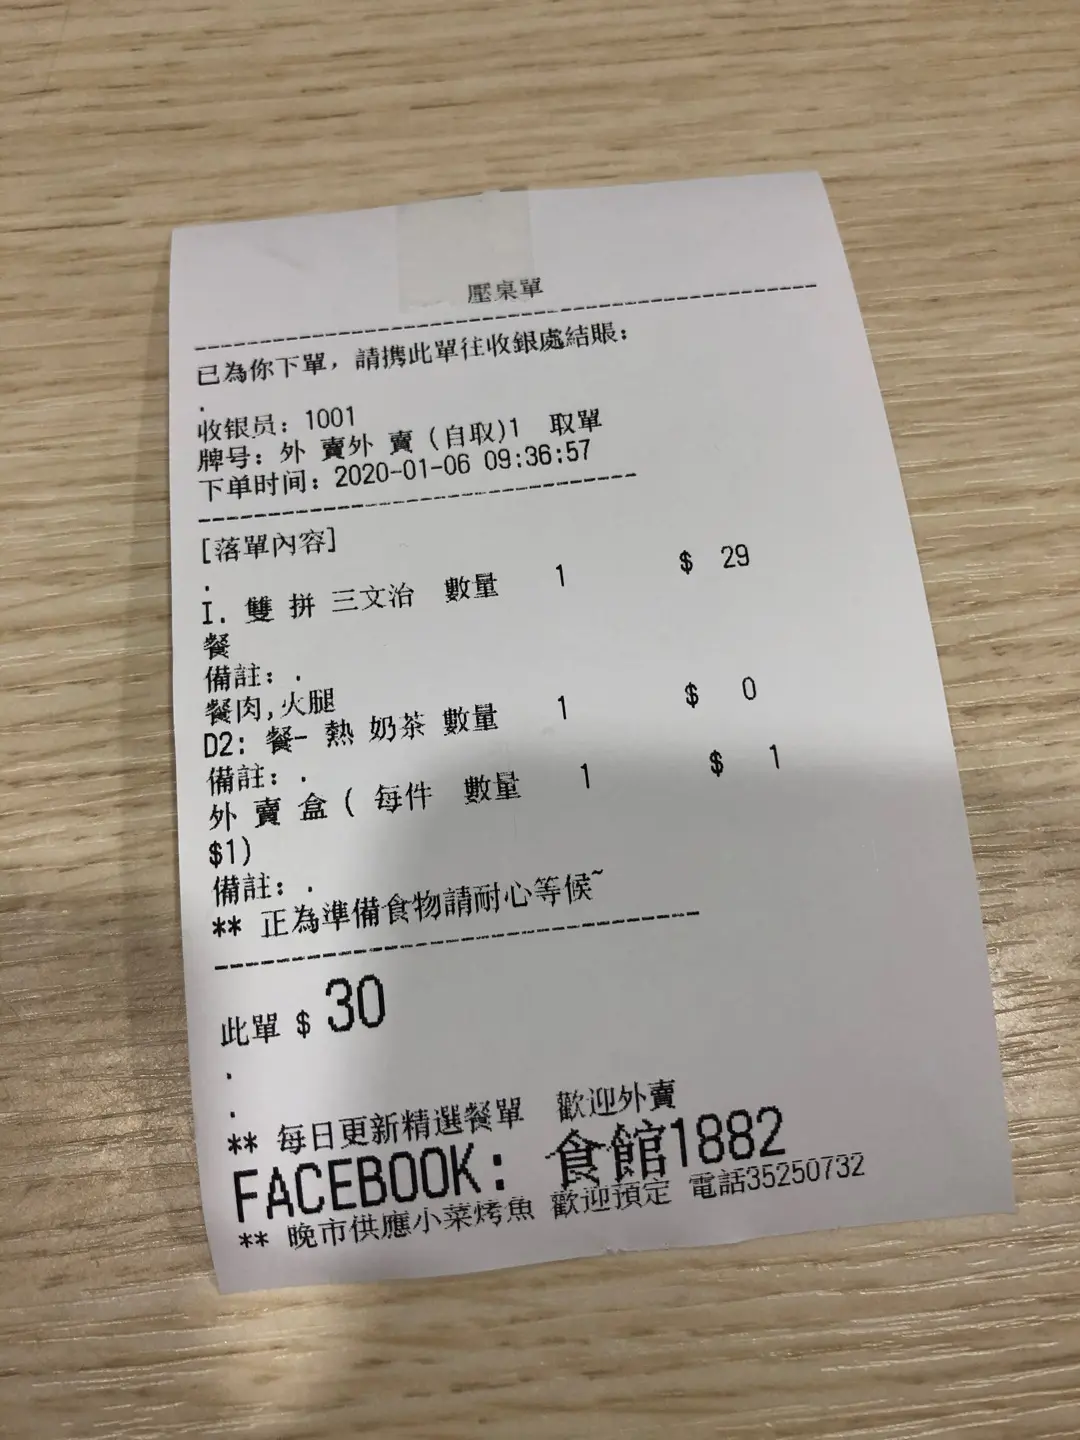 壓桌單
已為你下單，請携此單往收銀處結賬：
.
收银员：1001
牌号：外 賣外 賣 (自取)1 取單
下单时间：2020-01-06 09:36:57
[落單內容]
.
I. 雙 拼 三文治 數量 1 $ 29
餐
備註：.
餐肉,火腿
D2: 餐- 熱 奶茶 數量 1 $ 0
備註：.
外 賣 盒 ( 每件 數量 1 $ 1
$1)
備註：.
** 正為準備食物請耐心等候~
此單 $ 30
.
.
** 每日更新精選餐單 歡迎外賣
FACEBOOK: 食館1882
** 晚市供應小菜烤魚 歡迎預定 電話35250732